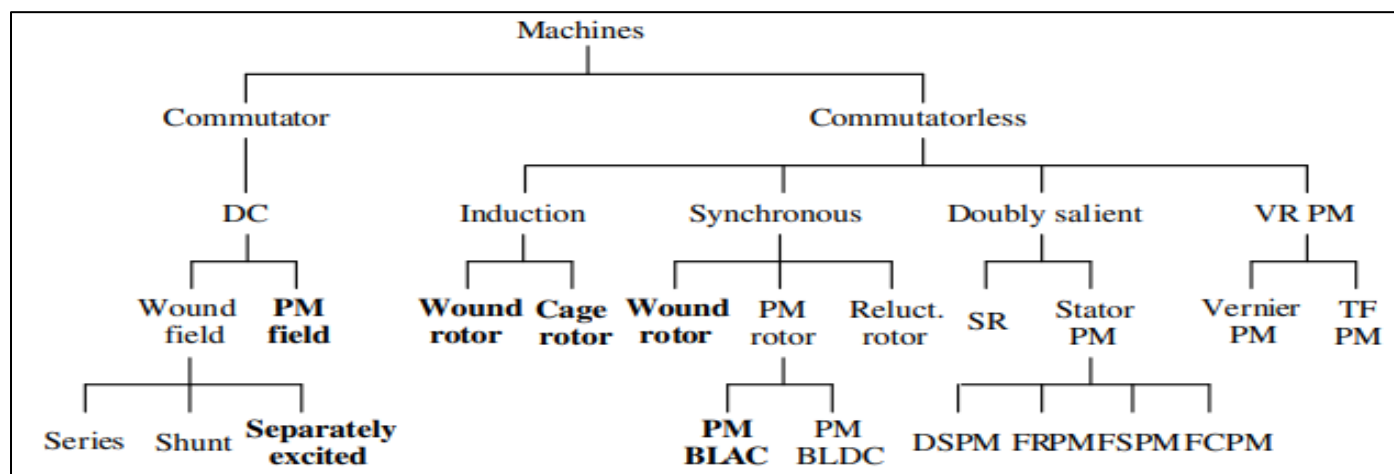 Machines
Commutator
Commutatorless
DC
Induction
Synchronous
Doubly salient
VR PM
Wound
field
PM
field
Wound
rotor
Cage
rotor
Wound
rotor
PM
rotor
Reluct.
rotor
SR
Stator
PM
Vernier
PM
TF
PM
Series
Shunt
Separately
excited
PM
BLAC
PM
BLDC
DSPM
FRPM
FSPM
FCPM